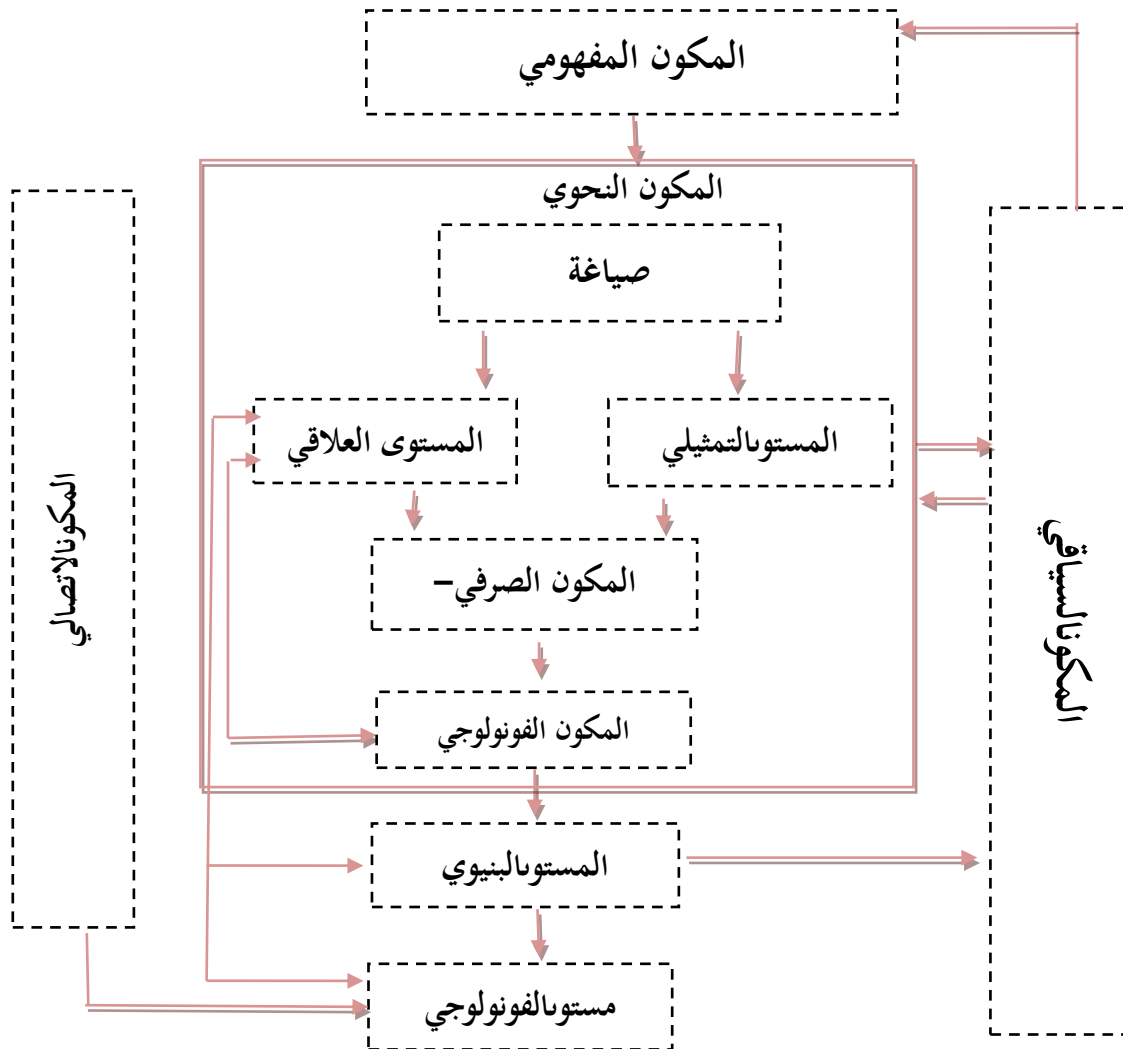 المكون المفهومي
المكون النحوي
صياغة
المستوىالتمثيلي
المستوى العلاقي
المكون الصرفي–
المكون الفونولوجي
المستوىالبنيوي
مستوىالفونولوجي
المكونالسياقي
المكونالاتصالي